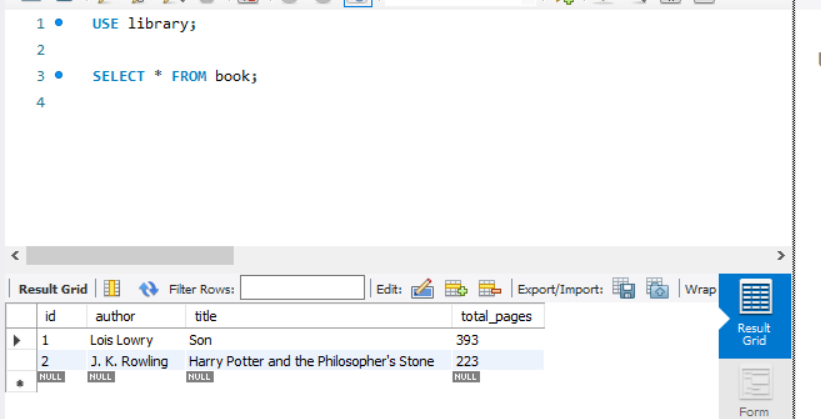 1 USE library;
2
3 SELECT * FROM book;
4
Result Grid Filter Rows: Edit: Export/Import: Wrap
id author title total_pages
1 Lois Lowry Son 393
2 J. K. Rowling Harry Potter and the Philosopher's Stone 223
NULL NULL NULL NULL
Result
Grid
Form